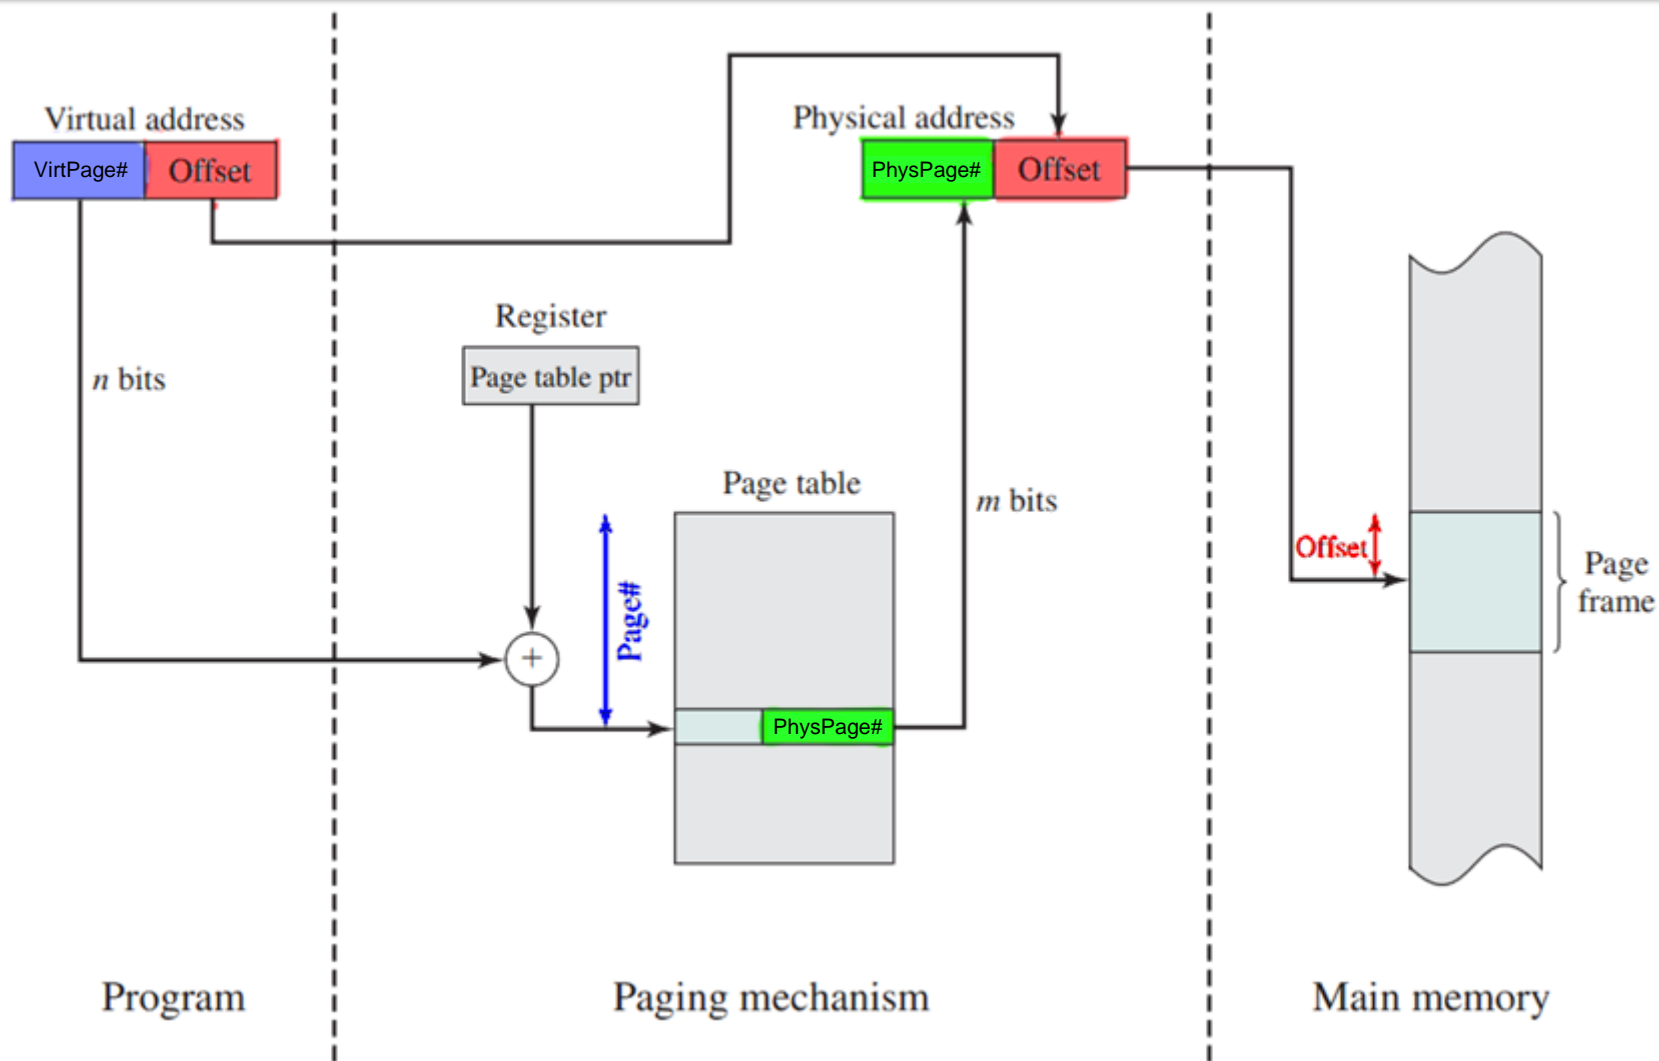 Virtual address
VirtPage#
Offset
Physical address
PhysPage#
Offset
n bits
Register
Page table ptr
+
Page#
Page table
PhysPage#
m bits
Offset
Page
frame
Program
Paging mechanism
Main memory